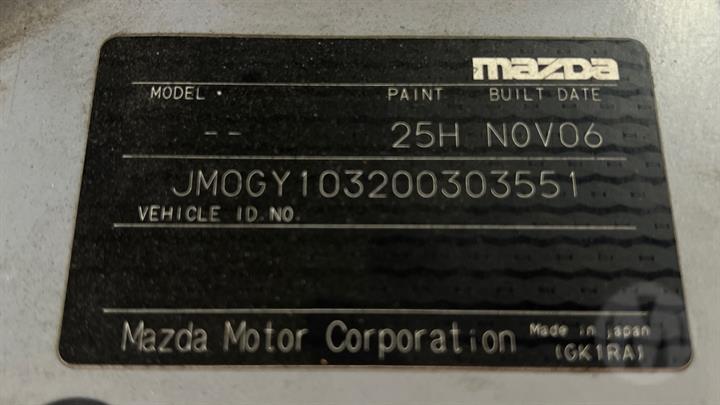 mazda
MODEL PAINT BUILT DATE
-- 25H NOV06
JM0GY103200303551
VEHICLE ID.NO.
Mazda Motor Corporation Made in japan
(GK1RA)